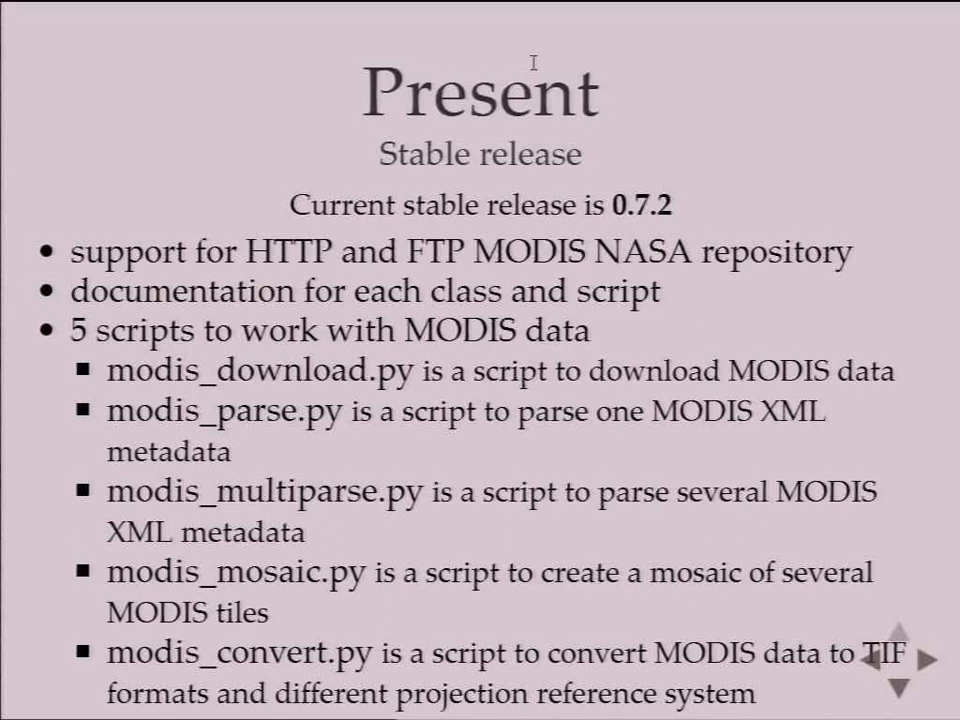 Present
Stable release
Current stable release is 0.7.2
• support for HTTP and FTP MODIS NASA repository
• documentation for each class and script
• 5 scripts to work with MODIS data
▪ modis_download.py is a script to download MODIS data
▪ modis_parse.py is a script to parse one MODIS XML
metadata
▪ modis_multiparse.py is a script to parse several MODIS
XML metadata
▪ modis_mosaic.py is a script to create a mosaic of several
MODIS tiles
▪ modis_convert.py is a script to convert MODIS data to TIF
formats and different projection reference system